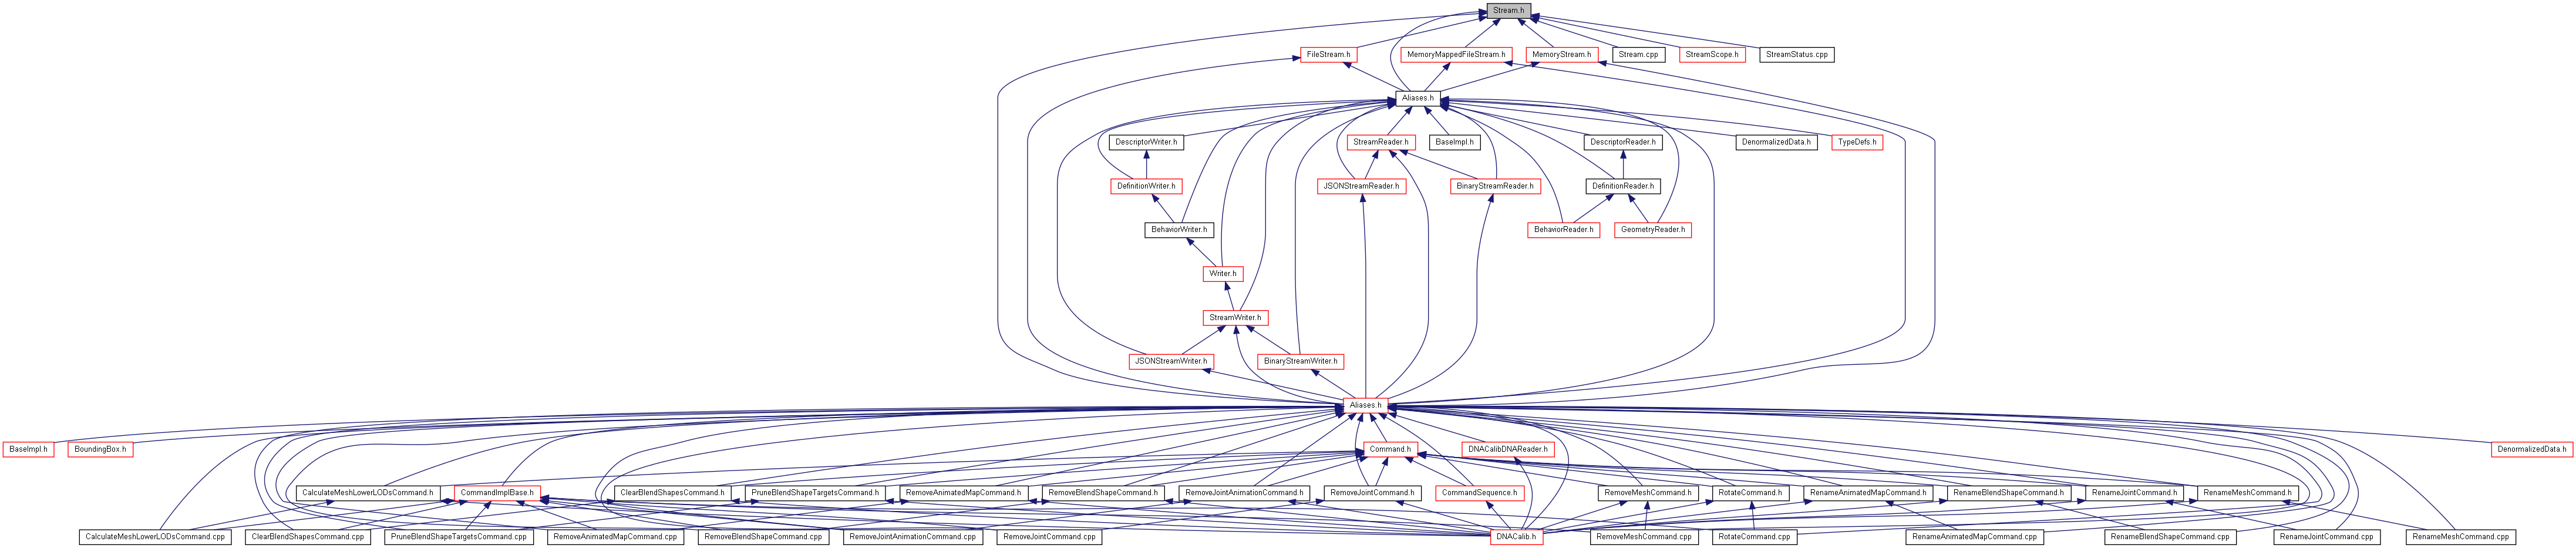 Stream.h
FileStream.h
MemoryMappedFileStream.h
MemoryStream.h
Stream.cpp
StreamScope.h
StreamStatus.cpp
Aliases.h
DescriptorWriter.h
StreamReader.h
BaseImpl.h
DescriptorReader.h
DenormalizedData.h
TypeDefs.h
DefinitionWriter.h
JSONStreamReader.h
BinaryStreamReader.h
DefinitionReader.h
BehaviorWriter.h
BehaviorReader.h
GeometryReader.h
Writer.h
StreamWriter.h
JSONStreamWriter.h
BinaryStreamWriter.h
Aliases.h
BaseImpl.h
BoundingBox.h
Command.h
DNACalibDNAReader.h
DenormalizedData.h
CalculateMeshLowerLODsCommand.h
CommandImplBase.h
ClearBlendShapesCommand.h
PruneBlendShapeTargetsCommand.h
RemoveAnimatedMapCommand.h
RemoveBlendShapeCommand.h
RemoveJointAnimationCommand.h
RemoveJointCommand.h
CommandSequence.h
RemoveMeshCommand.h
RotateCommand.h
RenameAnimatedMapCommand.h
RenameBlendShapeCommand.h
RenameJointCommand.h
RenameMeshCommand.h
CalculateMeshLowerLODsCommand.cpp
ClearBlendShapesCommand.cpp
PruneBlendShapeTargetsCommand.cpp
RemoveAnimatedMapCommand.cpp
RemoveBlendShapeCommand.cpp
RemoveJointAnimationCommand.cpp
RemoveJointCommand.cpp
DNACalib.h
RemoveMeshCommand.cpp
RotateCommand.cpp
RenameAnimatedMapCommand.cpp
RenameBlendShapeCommand.cpp
RenameJointCommand.cpp
RenameMeshCommand.cpp